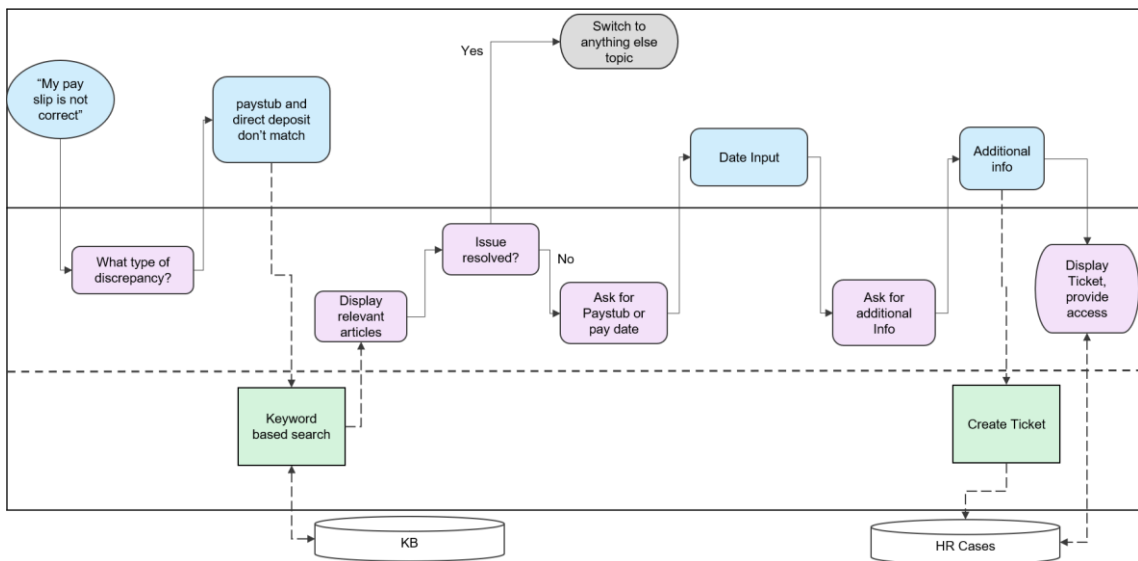 Switch to
anything else
topic
Yes
“My pay
slip is not
correct”
paystub and
direct deposit
don’t match
Date Input
Additional
info
What type of
discrepancy?
Issue
resolved?
No
Display
relevant
articles
Ask for
Paystub or
pay date
Ask for
additional Info
Display
Ticket,
provide
access
Keyword
based search
Create Ticket
KB
HR Cases